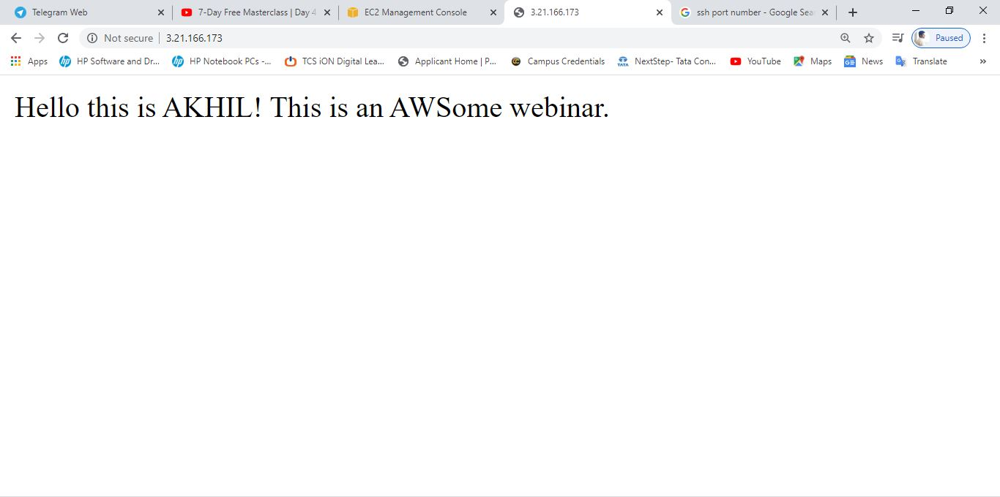 Telegram Web
7-Day Free Masterclass | Day 4
EC2 Management Console
3.21.166.173
ssh port number - Google Sear
Not secure
3.21.166.173
Paused
Apps
HP Software and Dr...
HP Notebook PCs -...
TCS iON Digital Lea...
Applicant Home | P...
Campus Credentials
NextStep- Tata Con...
YouTube
Maps
News
Translate
Hello this is AKHIL! This is an AWSome webinar.